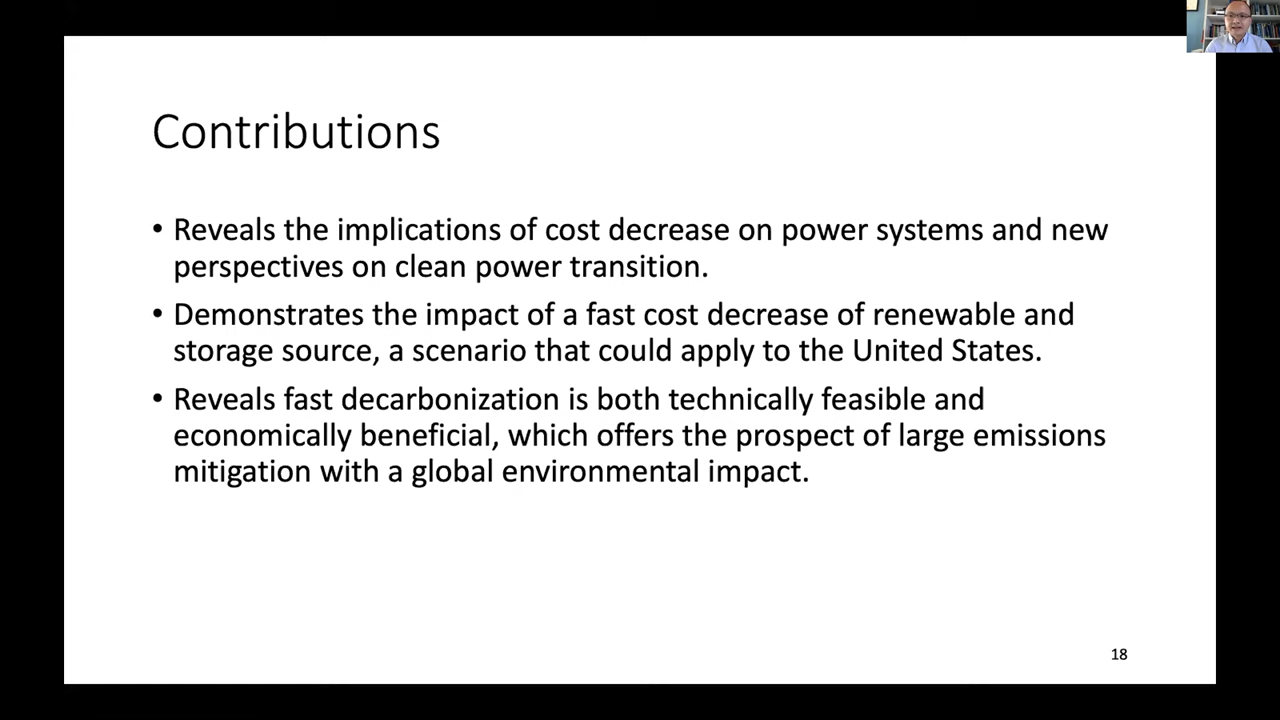 Contributions
• Reveals the implications of cost decrease on power systems and new
perspectives on clean power transition.
• Demonstrates the impact of a fast cost decrease of renewable and
storage source, a scenario that could apply to the United States.
• Reveals fast decarbonization is both technically feasible and
economically beneficial, which offers the prospect of large emissions
mitigation with a global environmental impact.
18